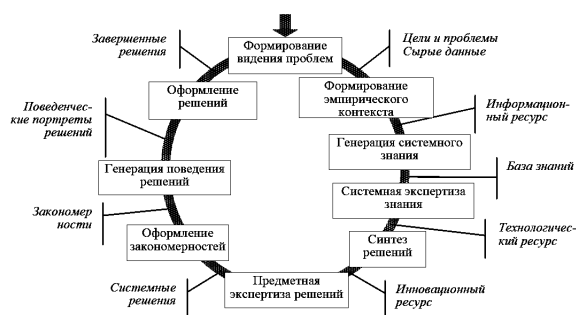 Завершенные
решения
Формирование
видения проблем
Цели и проблемы
Сырые данные
Оформление
решений
Формирование
эмпирического
контекста
Поведенчес-
кие портреты
решений
Информацион-
ный ресурс
Генерация системного
знания
Генерация поведения
решений
База знаний
Системная экспертиза
знания
Закономер
ности
Оформление
закономерностей
Синтез
решений
Технологичес-
кий ресурс
Системные
решения
Предметная
экспертиза решений
Инновационный
ресурс